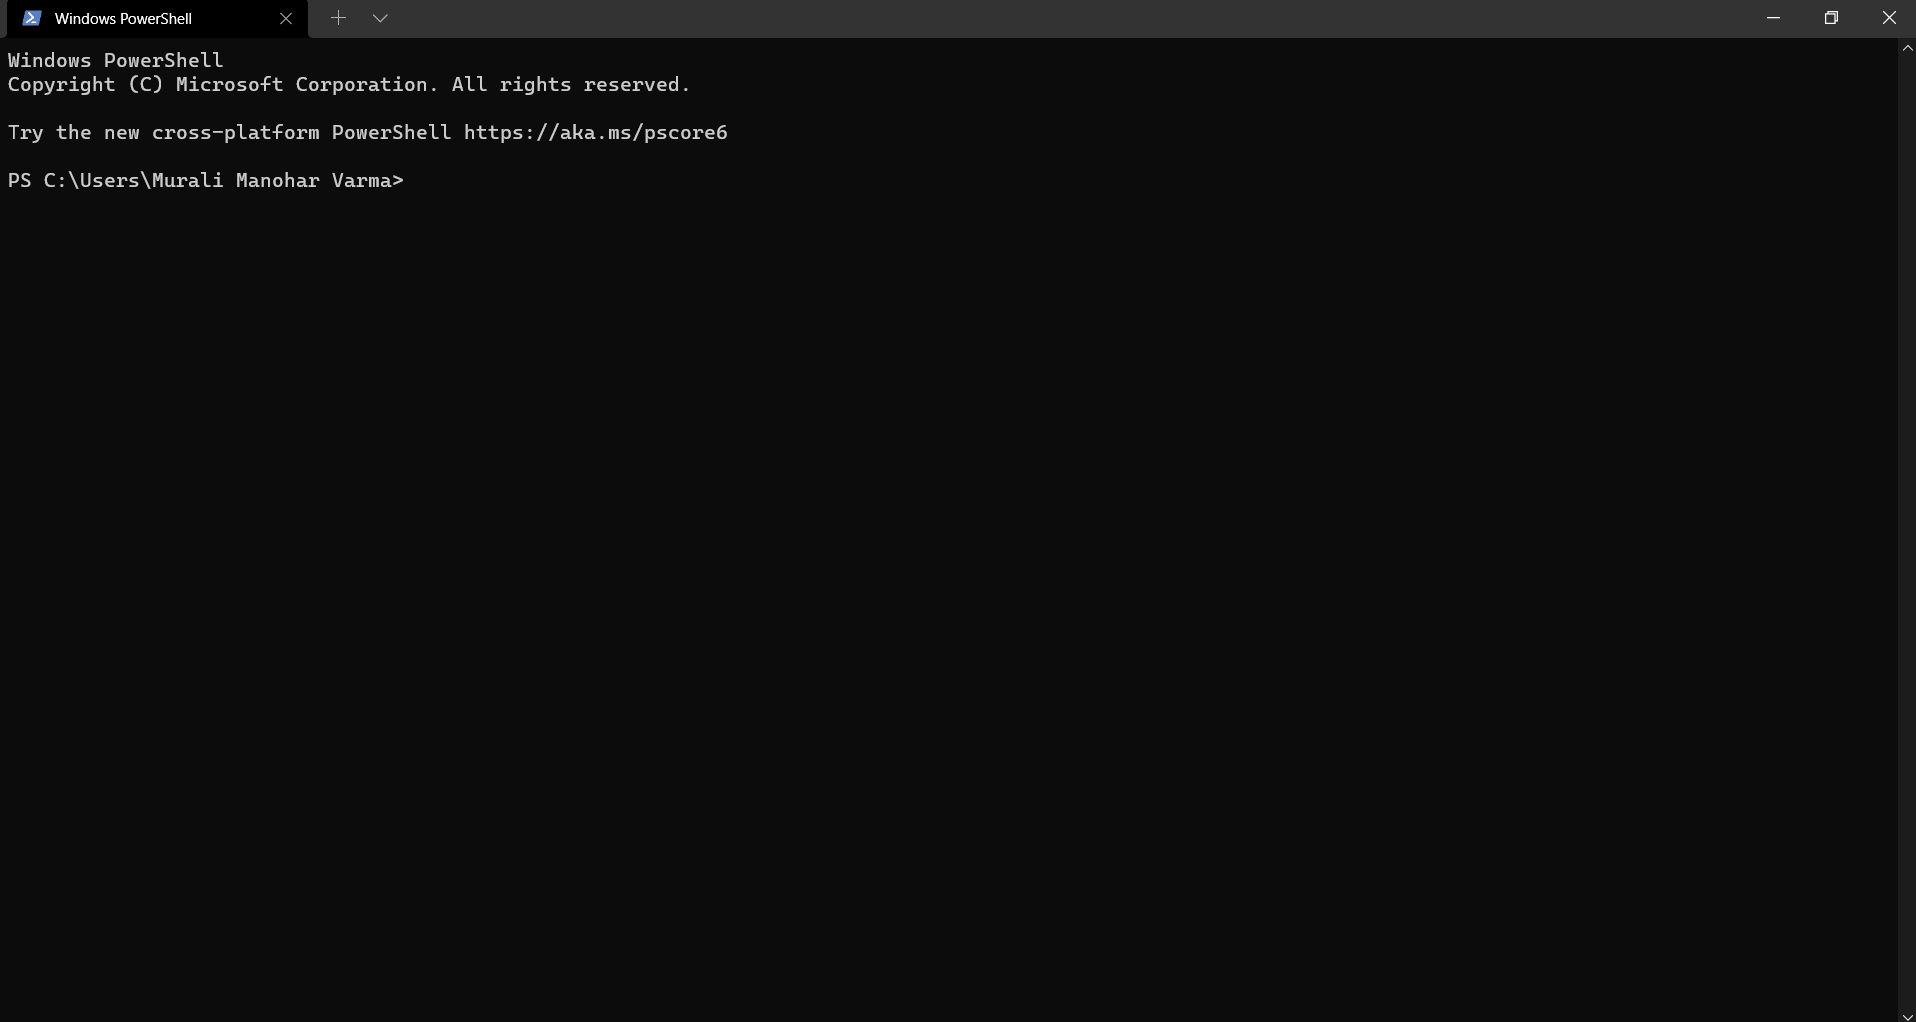 Windows PowerShell
Windows PowerShell
Copyright (C) Microsoft Corporation. All rights reserved.
Try the new cross-platform PowerShell https://aka.ms/pscore6
PS C:\Users\Murali Manohar Varma>